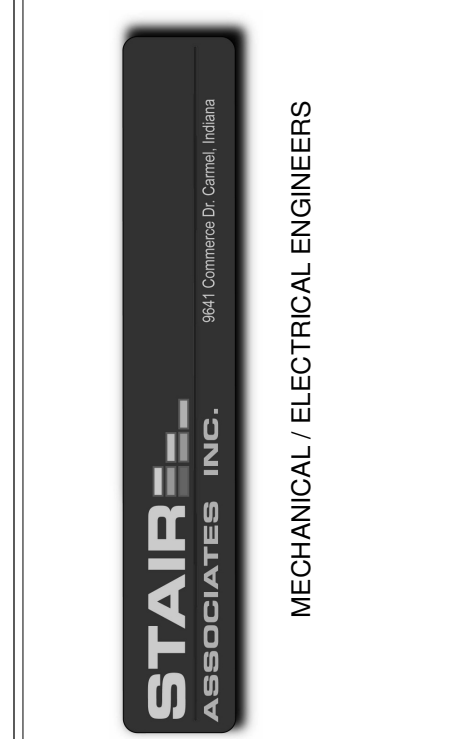 STAIR
ASSOCIATES INC.
9641 Commerce Dr. Carmel, Indiana
MECHANICAL / ELECTRICAL ENGINEERS